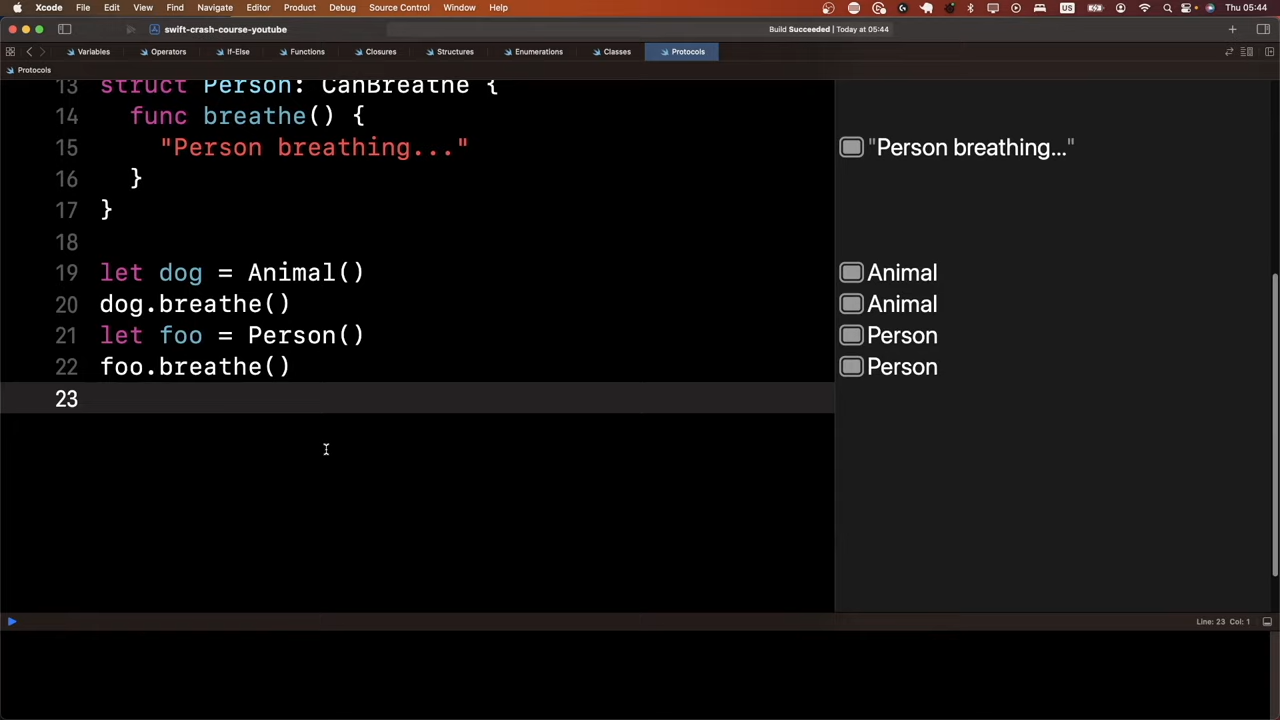 Xcode File Edit View Find Navigate Editor Product Debug Source Control Window Help US Thu 05:44
swift-crash-course-youtube Build Succeeded | Today at 05:44
Variables Operators If-Else Functions Closures Structures Enumerations Classes Protocols
Protocols
13 struct Person: CanBreathe {
14 func breathe() {
15 "Person breathing..." "Person breathing..."
16 }
17 }
18
19 let dog = Animal() Animal
20 dog.breathe() Animal
21 let foo = Person() Person
22 foo.breathe() Person
23
Line: 23 Col: 1